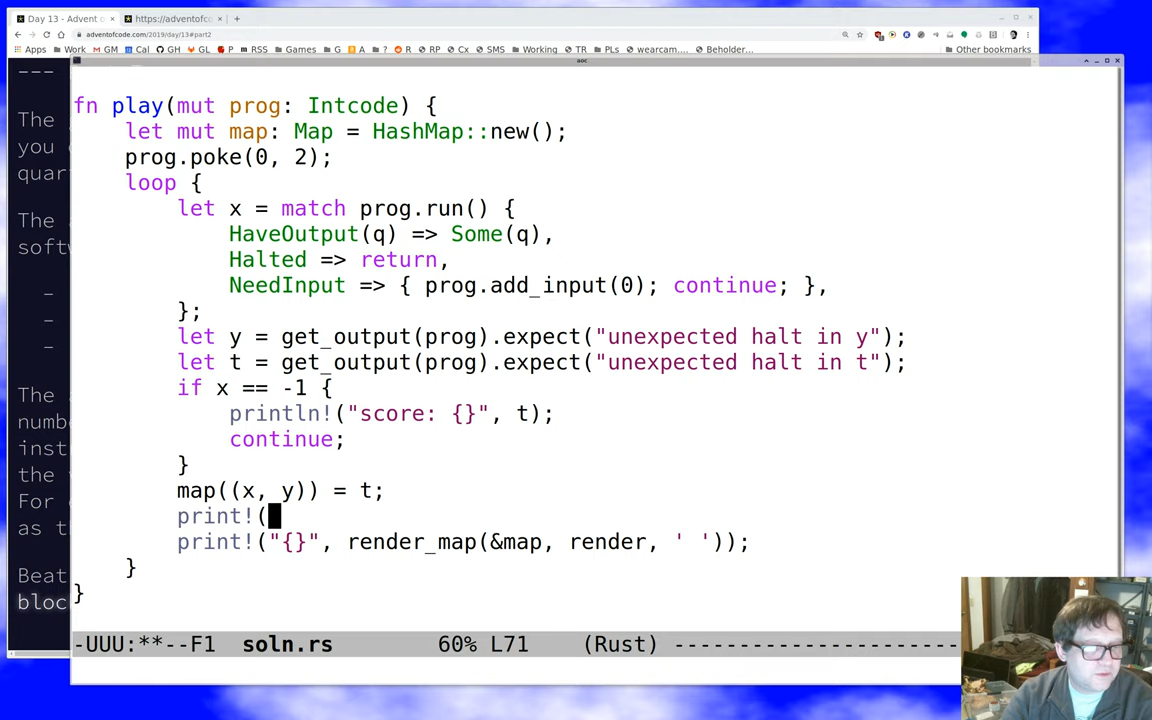 Day 13 - Advent o
https://adventofco
adventofcode.com/2019/day/13#part2
Apps Work GM Cal GH GL P RSS Games G A ? R RP Cx SMS Working TR PLs wearcam.... Beholder... Other bookmarks
aoc
---
The
you
quar
The
softw
-
-
-
The
numb
inst
the
For
as th
Beat
bloc
fn play(mut prog: Intcode) {
let mut map: Map = HashMap::new();
prog.poke(0, 2);
loop {
let x = match prog.run() {
HaveOutput(q) => Some(q),
Halted => return,
NeedInput => { prog.add_input(0); continue; },
};
let y = get_output(prog).expect("unexpected halt in y");
let t = get_output(prog).expect("unexpected halt in t");
if x == -1 {
println!("score: {}", t);
continue;
}
map((x, y)) = t;
print!(
print!("{}", render_map(&map, render, ' '));
}
}
-UUU:**--F1 soln.rs 60% L71 (Rust) ----------------------